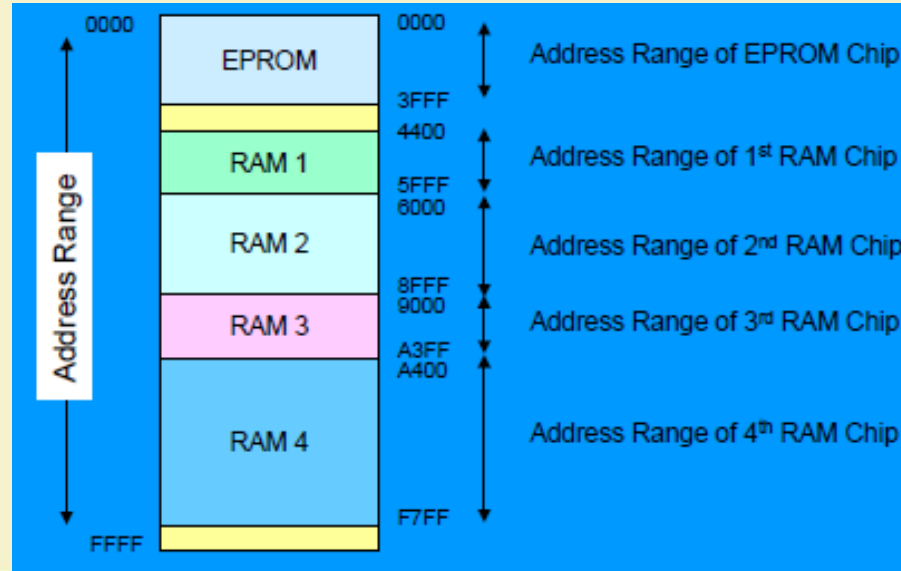 0000
0000
EPROM
Address Range of EPROM Chip
3FFF
4400
RAM 1
Address Range of 1st RAM Chip
5FFF
6000
RAM 2
Address Range of 2nd RAM Chip
8FFF
9000
RAM 3
Address Range of 3rd RAM Chip
A3FF
A400
RAM 4
Address Range of 4th RAM Chip
F7FF
FFFF
Address Range